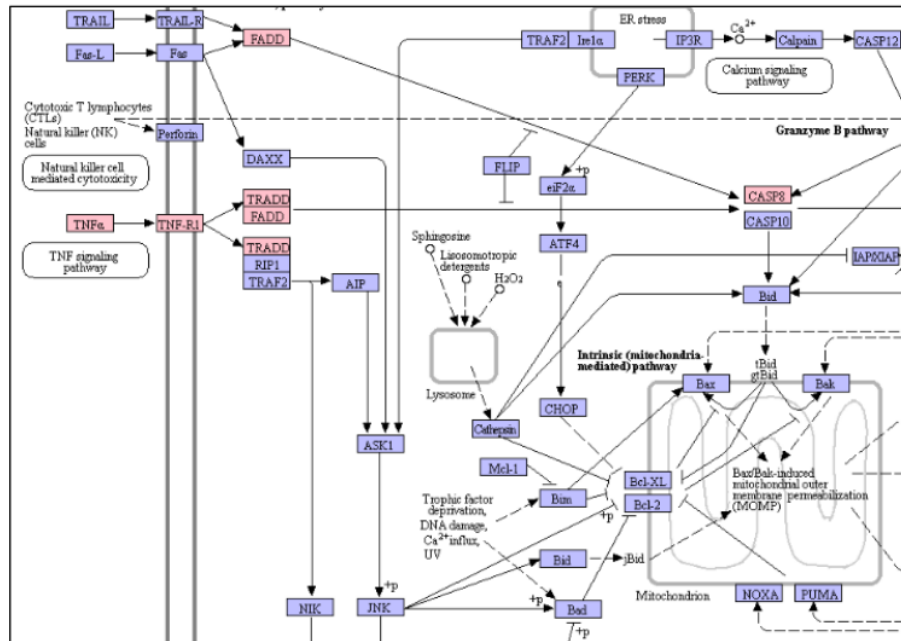 TRAIL
TRAIL-R
FADD
Fas-L
Fas
TRAF2
Ire1α
ER stress
IP3R
Ca2+
Calpain
CASP12
PERK
Calcium signaling
pathway
Cytotoxic T lymphocytes
(CTLs)
Natural killer (NK)
cells
Perforin
Granzyme B pathway
DAXX
FLIP
+p
eiF2α
Natural killer cell
mediated cytotoxicity
TRADD
FADD
CASP8
CASP10
TNFα
TNF-R1
TRADD
RIP1
TRAF2
AIP
TNF signaling
pathway
Sphingosine
Lisosomotropic
detergents
H2O2
ATF4
IAP/XIAP
Bid
Lysosome
Intrinsic (mitochondria-
mediated) pathway
tBid
gtBid
Bax
Bak
CHOP
Cathepsin
ASK1
Mcl-1
Bcl-XL
Bcl-2
Bim
Bax/Bak-induced
mitochondrial outer
membrane permeabilization
(MOMP)
Trophic factor
deprivation,
DNA damage,
Ca2+ influx,
UV
+p
Bid
jBid
+p
NIK
JNK
+p
Bad
+p
Mitochondrion
NOXA
PUMA